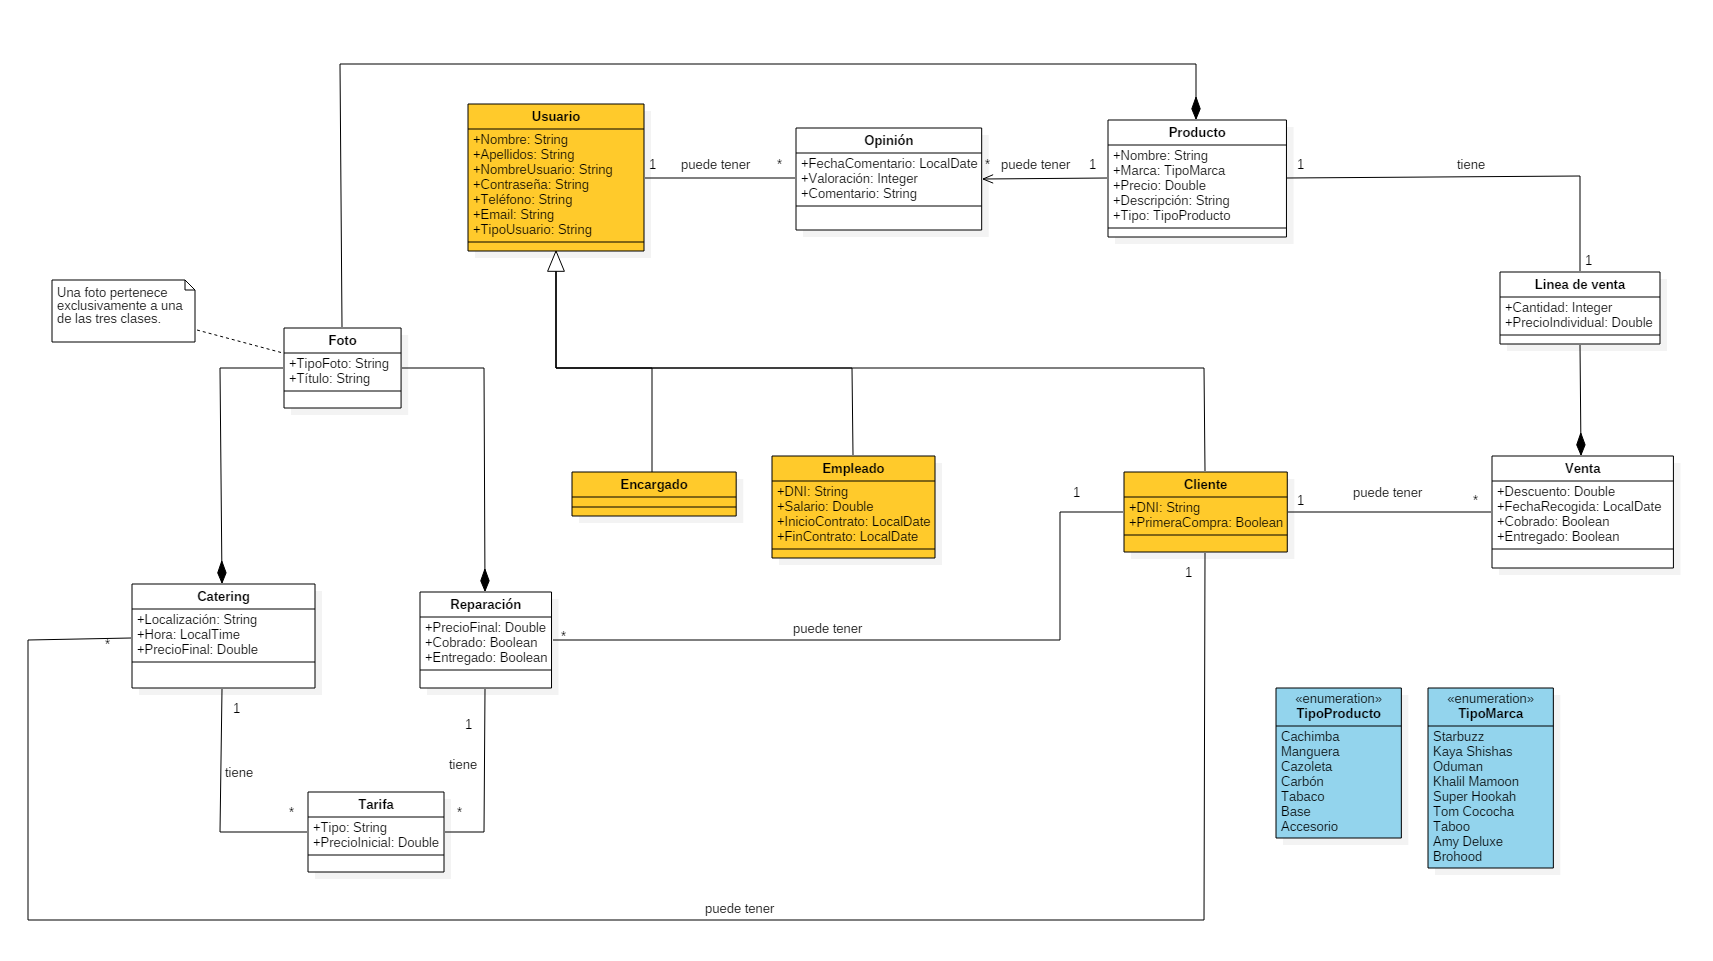 Usuario
+Nombre: String
+Apellidos: String
+NombreUsuario: String
+Contraseña: String
+Teléfono: String
+Email: String
+TipoUsuario: String
1
puede tener
*
Opinión
+FechaComentario: LocalDate
+Valoración: Integer
+Comentario: String
*
puede tener
1
Producto
+Nombre: String
+Marca: TipoMarca
+Precio: Double
+Descripción: String
+Tipo: TipoProducto
1
tiene
1
Linea de venta
+Cantidad: Integer
+PrecioIndividual: Double
Una foto pertenece
exclusivamente a una
de las tres clases.
Foto
+TipoFoto: String
+Título: String
Encargado
Empleado
+DNI: String
+Salario: Double
+InicioContrato: LocalDate
+FinContrato: LocalDate
1
Cliente
+DNI: String
+PrimeraCompra: Boolean
1
puede tener
*
Venta
+Descuento: Double
+FechaRecogida: LocalDate
+Cobrado: Boolean
+Entregado: Boolean
1
Catering
+Localización: String
+Hora: LocalTime
+PrecioFinal: Double
*
Reparación
+PrecioFinal: Double
+Cobrado: Boolean
+Entregado: Boolean
*
puede tener
1
tiene
*
1
tiene
*
Tarifa
+Tipo: String
+PrecioInicial: Double
puede tener
«enumeration»
TipoProducto
Cachimba
Manguera
Cazoleta
Carbón
Tabaco
Base
Accesorio
«enumeration»
TipoMarca
Starbuzz
Kaya Shishas
Oduman
Khalil Mamoon
Super Hookah
Tom Cococha
Taboo
Amy Deluxe
Brohood